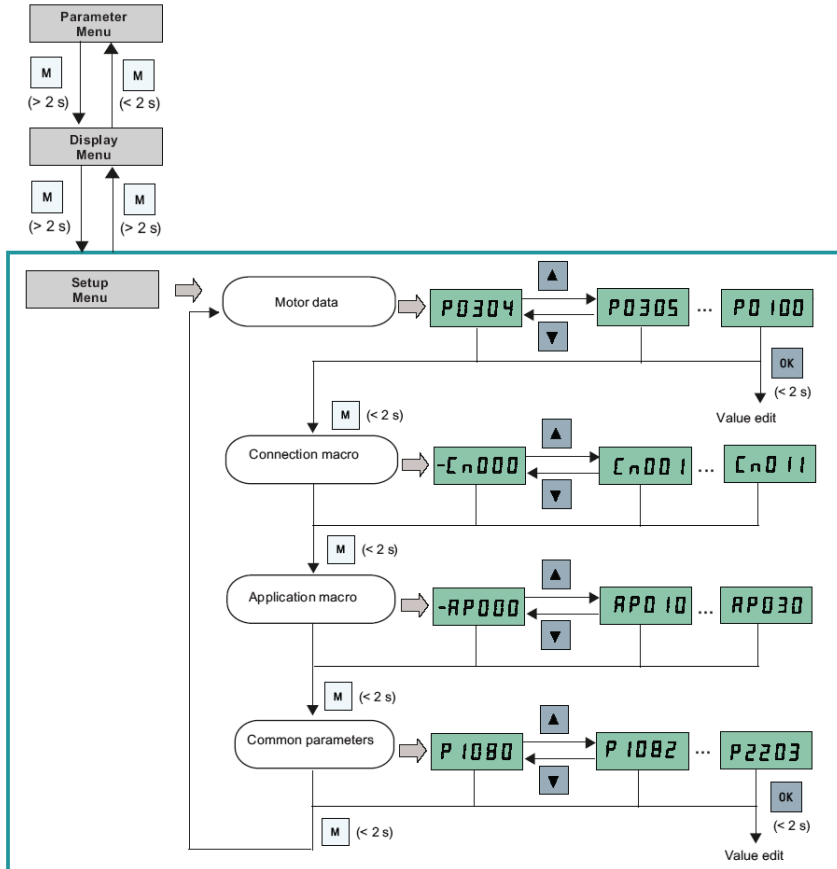 Parameter
Menu
M
M
(> 2 s)
(< 2 s)
Display
Menu
M
M
(> 2 s)
(> 2 s)
Setup
Menu
Motor data
P0304
▲
▼
P0305
...
P0100
OK
(< 2 s)
Value edit
M (< 2 s)
Connection macro
-Cn000
▲
▼
Cn001
...
Cn011
M (< 2 s)
Application macro
-AP000
▲
▼
AP010
...
AP030
M (< 2 s)
Common parameters
P1080
▲
▼
P1082
...
P2203
OK
(< 2 s)
Value edit
M (< 2 s)